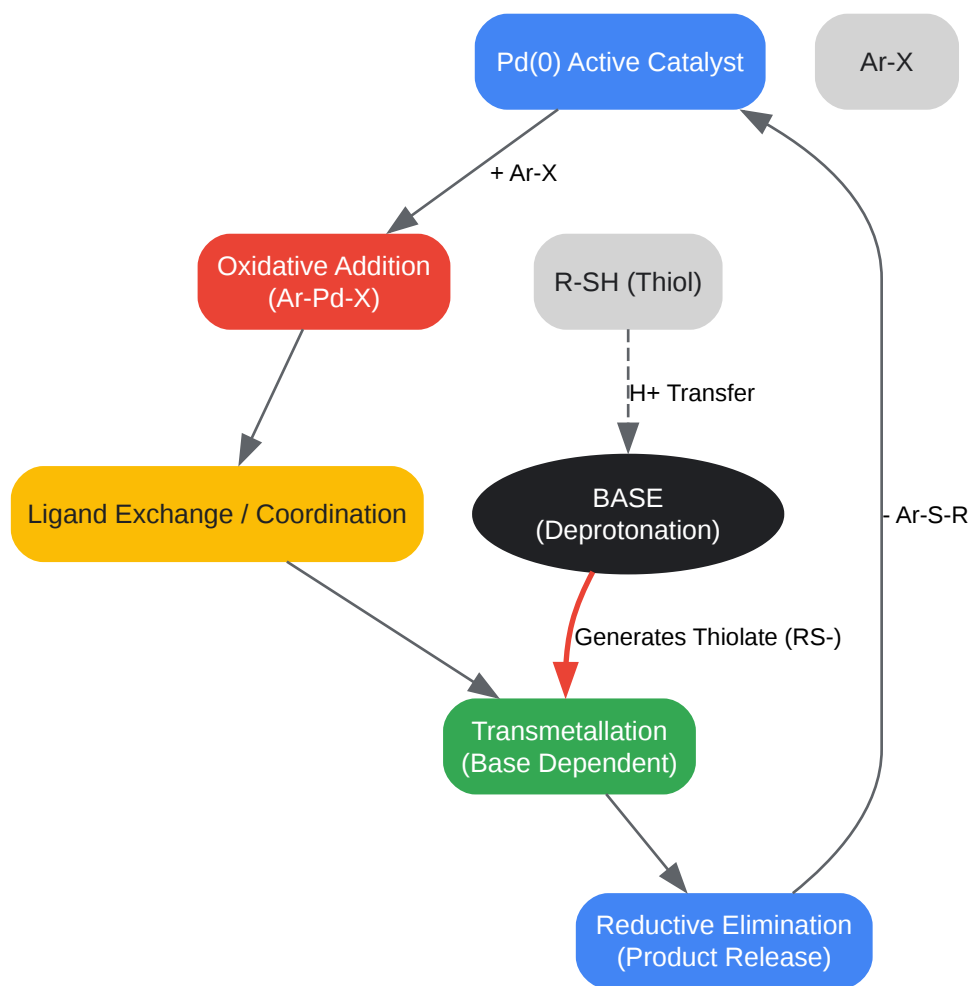 Pd(0) Active Catalyst
Ar-X
+ Ar-X
Oxidative Addition
(Ar-Pd-X)
R-SH (Thiol)
H+ Transfer
Ligand Exchange / Coordination
BASE
(Deprotonation)
- Ar-S-R
Generates Thiolate (RS-)
Transmetallation
(Base Dependent)
Reductive Elimination
(Product Release)